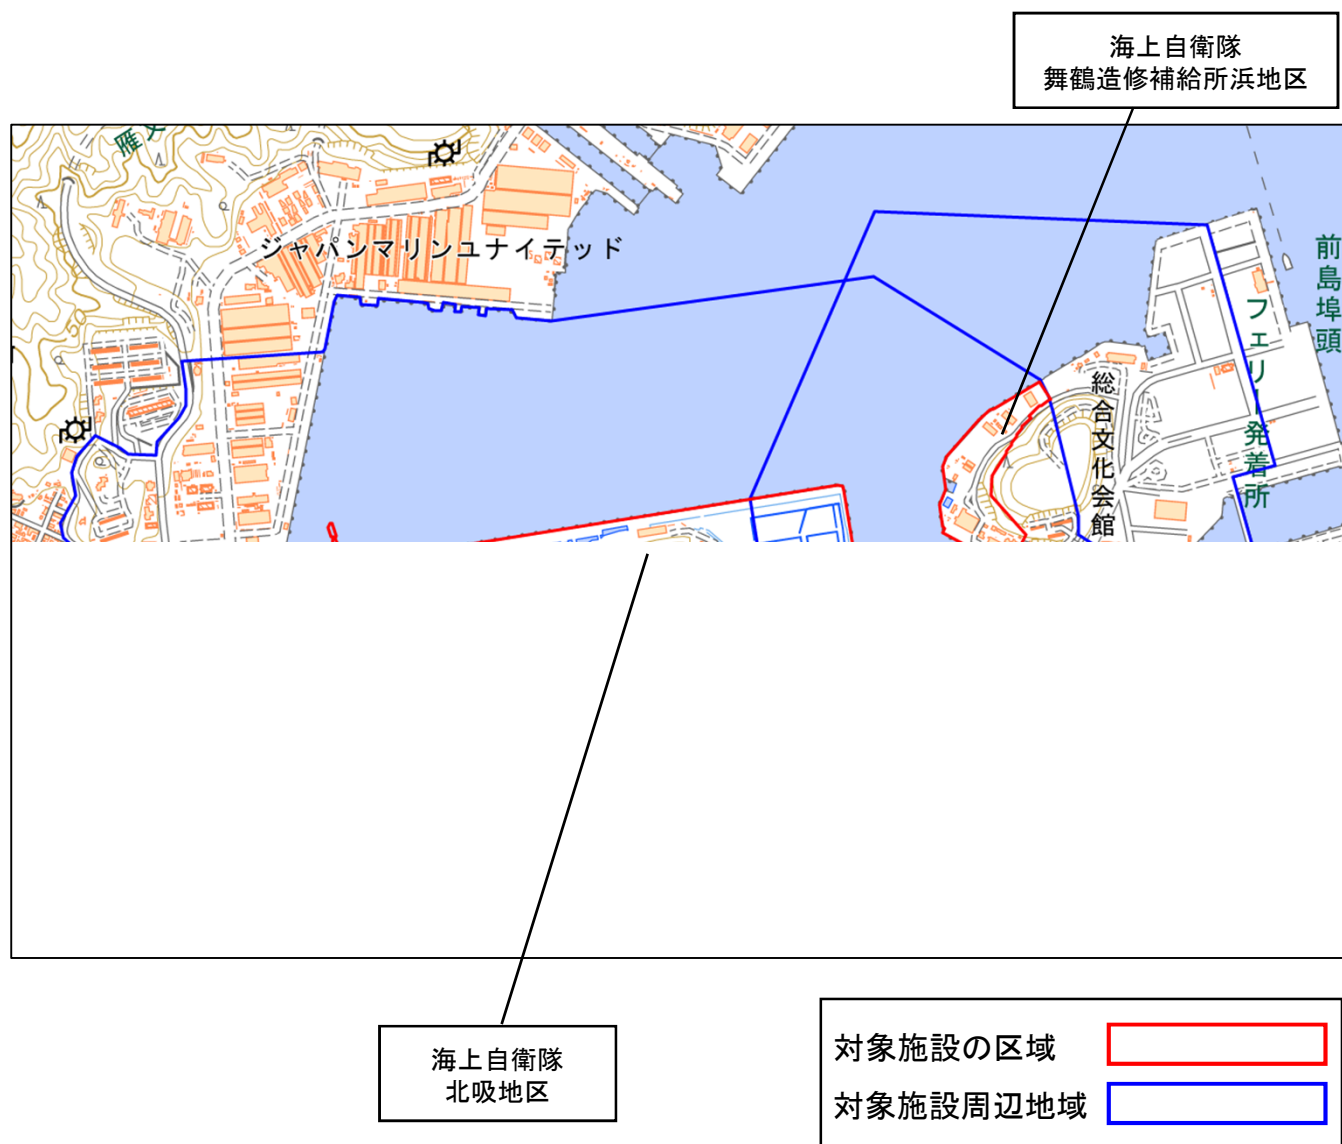 海上自衛隊
舞鶴造修補給所浜地区
雁又
ジャパンマリンユナイテッド
前島埠頭
フェリー発着所
総合文化会館
50
海上自衛隊
北吸地区
対象施設の区域
対象施設周辺地域